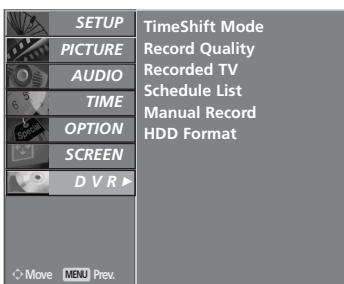 SETUP
PICTURE
AUDIO
TIME
OPTION
SCREEN
D V R ►
TimeShift Mode
Record Quality
Recorded TV
Schedule List
Manual Record
HDD Format
Move MENU Prev.